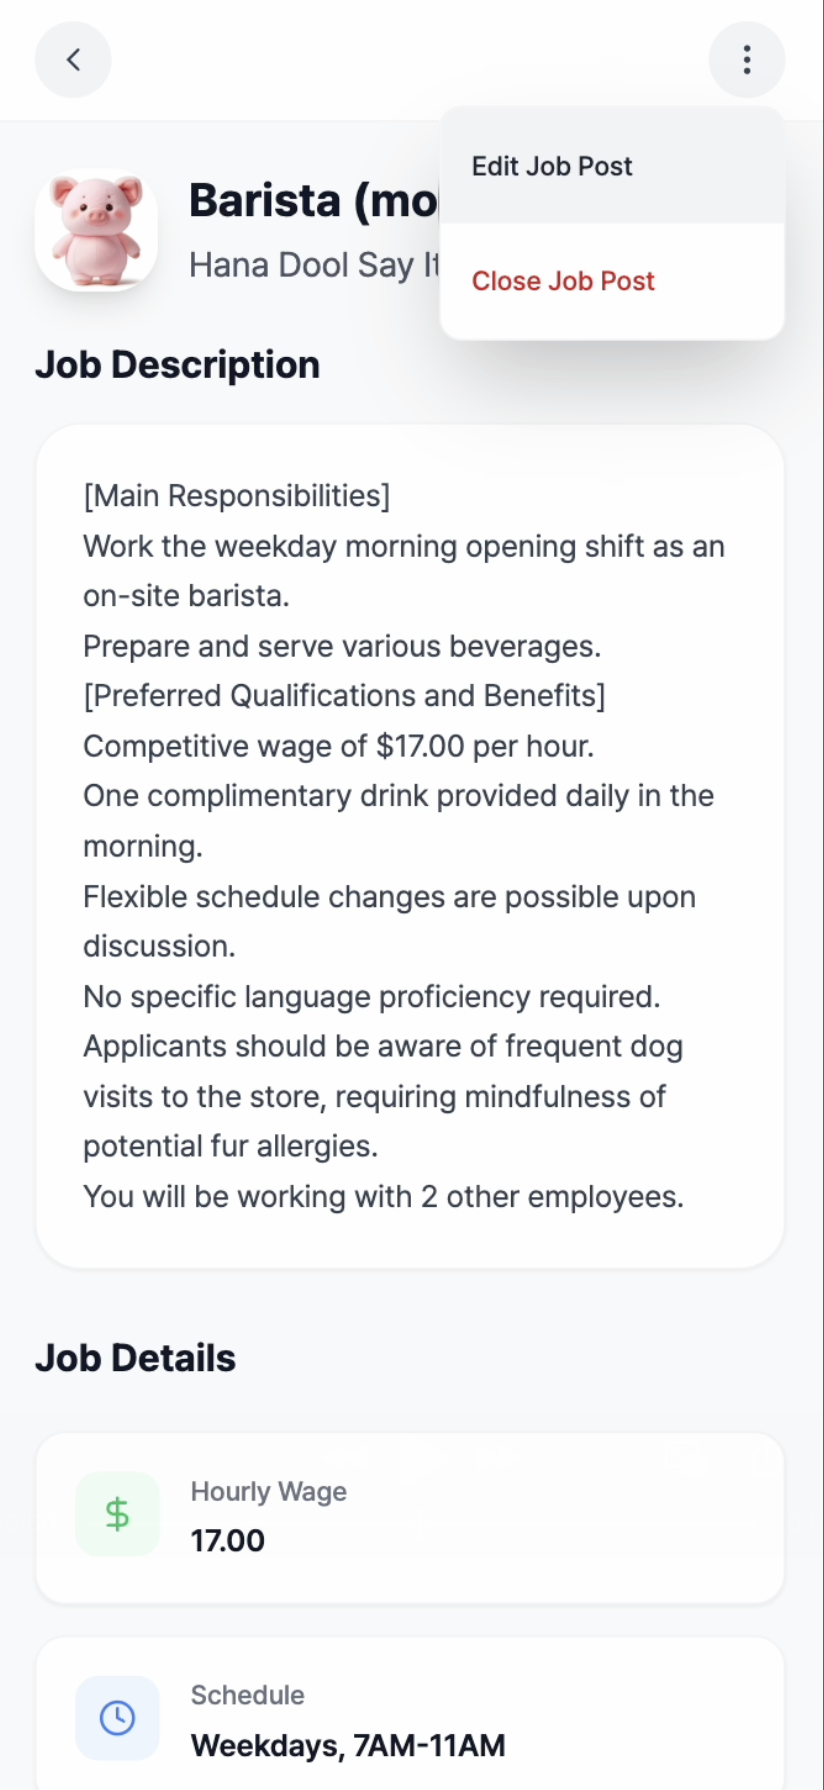 Edit Job Post
Close Job Post
Barista
Hana Dool Say
Job Description
[Main Responsibilities]
Work the weekday morning opening shift as an
on-site barista.
Prepare and serve various beverages.
[Preferred Qualifications and Benefits]
Competitive wage of $17.00 per hour.
One complimentary drink provided daily in the
morning.
Flexible schedule changes are possible upon
discussion.
No specific language proficiency required.
Applicants should be aware of frequent dog
visits to the store, requiring mindfulness of
potential fur allergies.
You will be working with 2 other employees.
Job Details
$
Hourly Wage
17.00
Schedule
Weekdays, 7AM-11AM